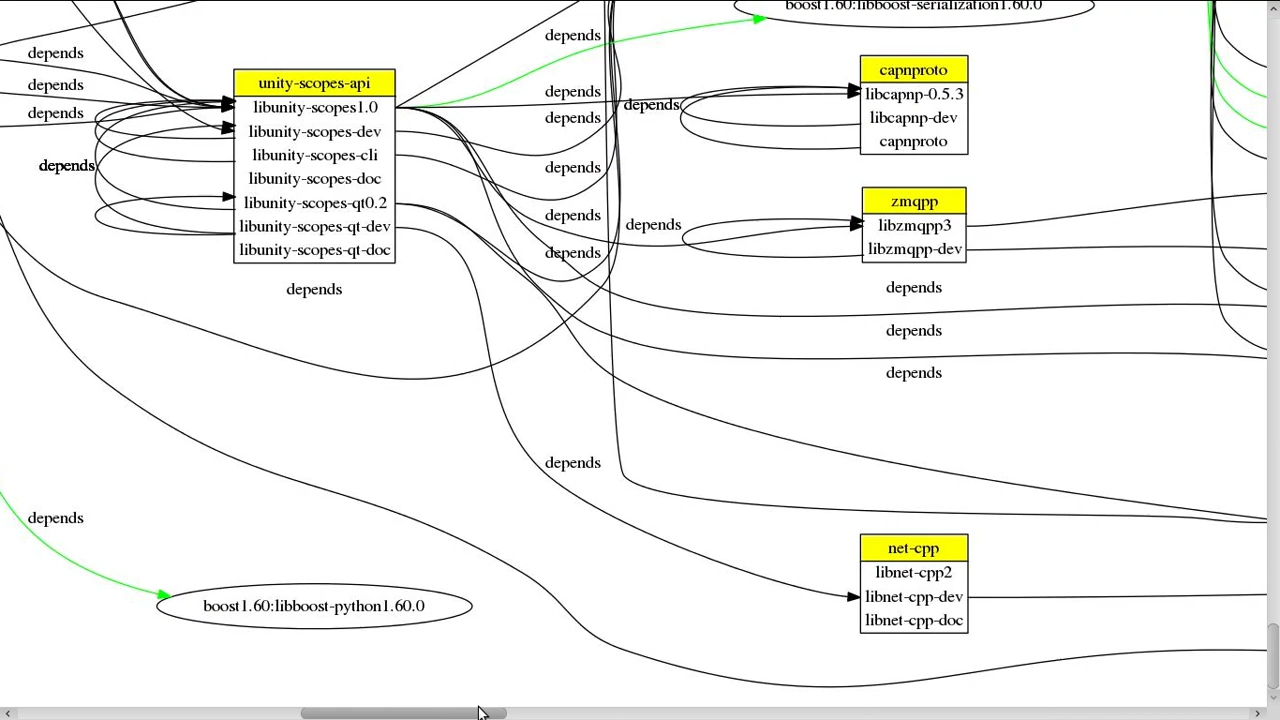 boost1.60:libboost-serialization1.60.0
depends
depends
depends
depends
unity-scopes-api
libunity-scopes1.0
libunity-scopes-dev
libunity-scopes-cli
libunity-scopes-doc
libunity-scopes-qt0.2
libunity-scopes-qt-dev
libunity-scopes-qt-doc
depends
depends
depends
depends
depends
depends
depends
depends
capnproto
libcapnp-0.5.3
libcapnp-dev
capnproto
depends
zmqpp
libzmqpp3
libzmqpp-dev
depends
depends
depends
depends
depends
net-cpp
libnet-cpp2
libnet-cpp-dev
libnet-cpp-doc
depends
boost1.60:libboost-python1.60.0